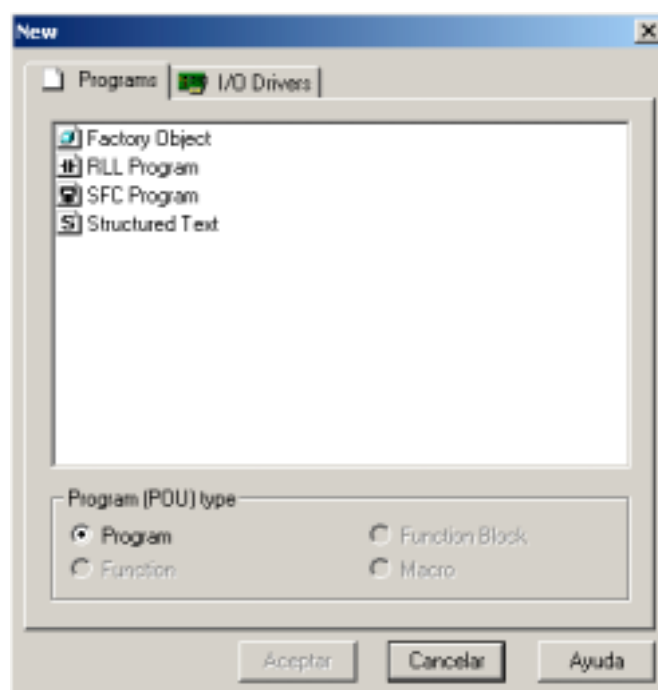 New
Programs I/O Drivers
Factory Object
RLL Program
SFC Program
Structured Text
Program (POU) type
Program Function Block
Function Macro
Aceptar Cancelar Ayuda